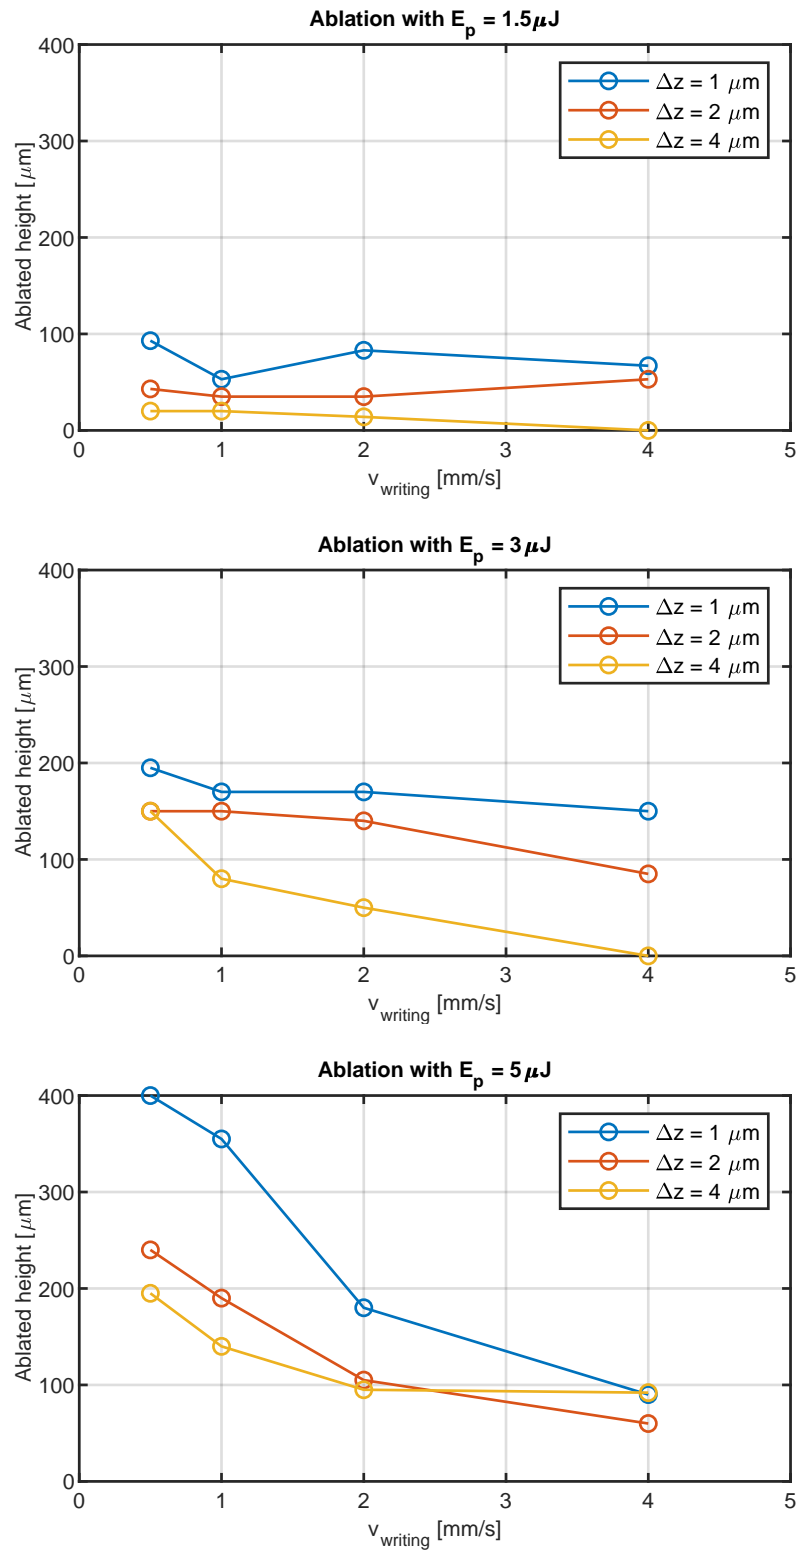 Ablation with E_p = 1.5μJ
400
300
200
100
0
Ablated height [μm]
Δz = 1 μm
Δz = 2 μm
Δz = 4 μm
0 1 2 3 4 5
v_writing [mm/s]
Ablation with E_p = 3μJ
400
300
200
100
0
Ablated height [μm]
Δz = 1 μm
Δz = 2 μm
Δz = 4 μm
0 1 2 3 4 5
v_writing [mm/s]
Ablation with E_p = 5μJ
400
300
200
100
0
Ablated height [μm]
Δz = 1 μm
Δz = 2 μm
Δz = 4 μm
0 1 2 3 4 5
v_writing [mm/s]